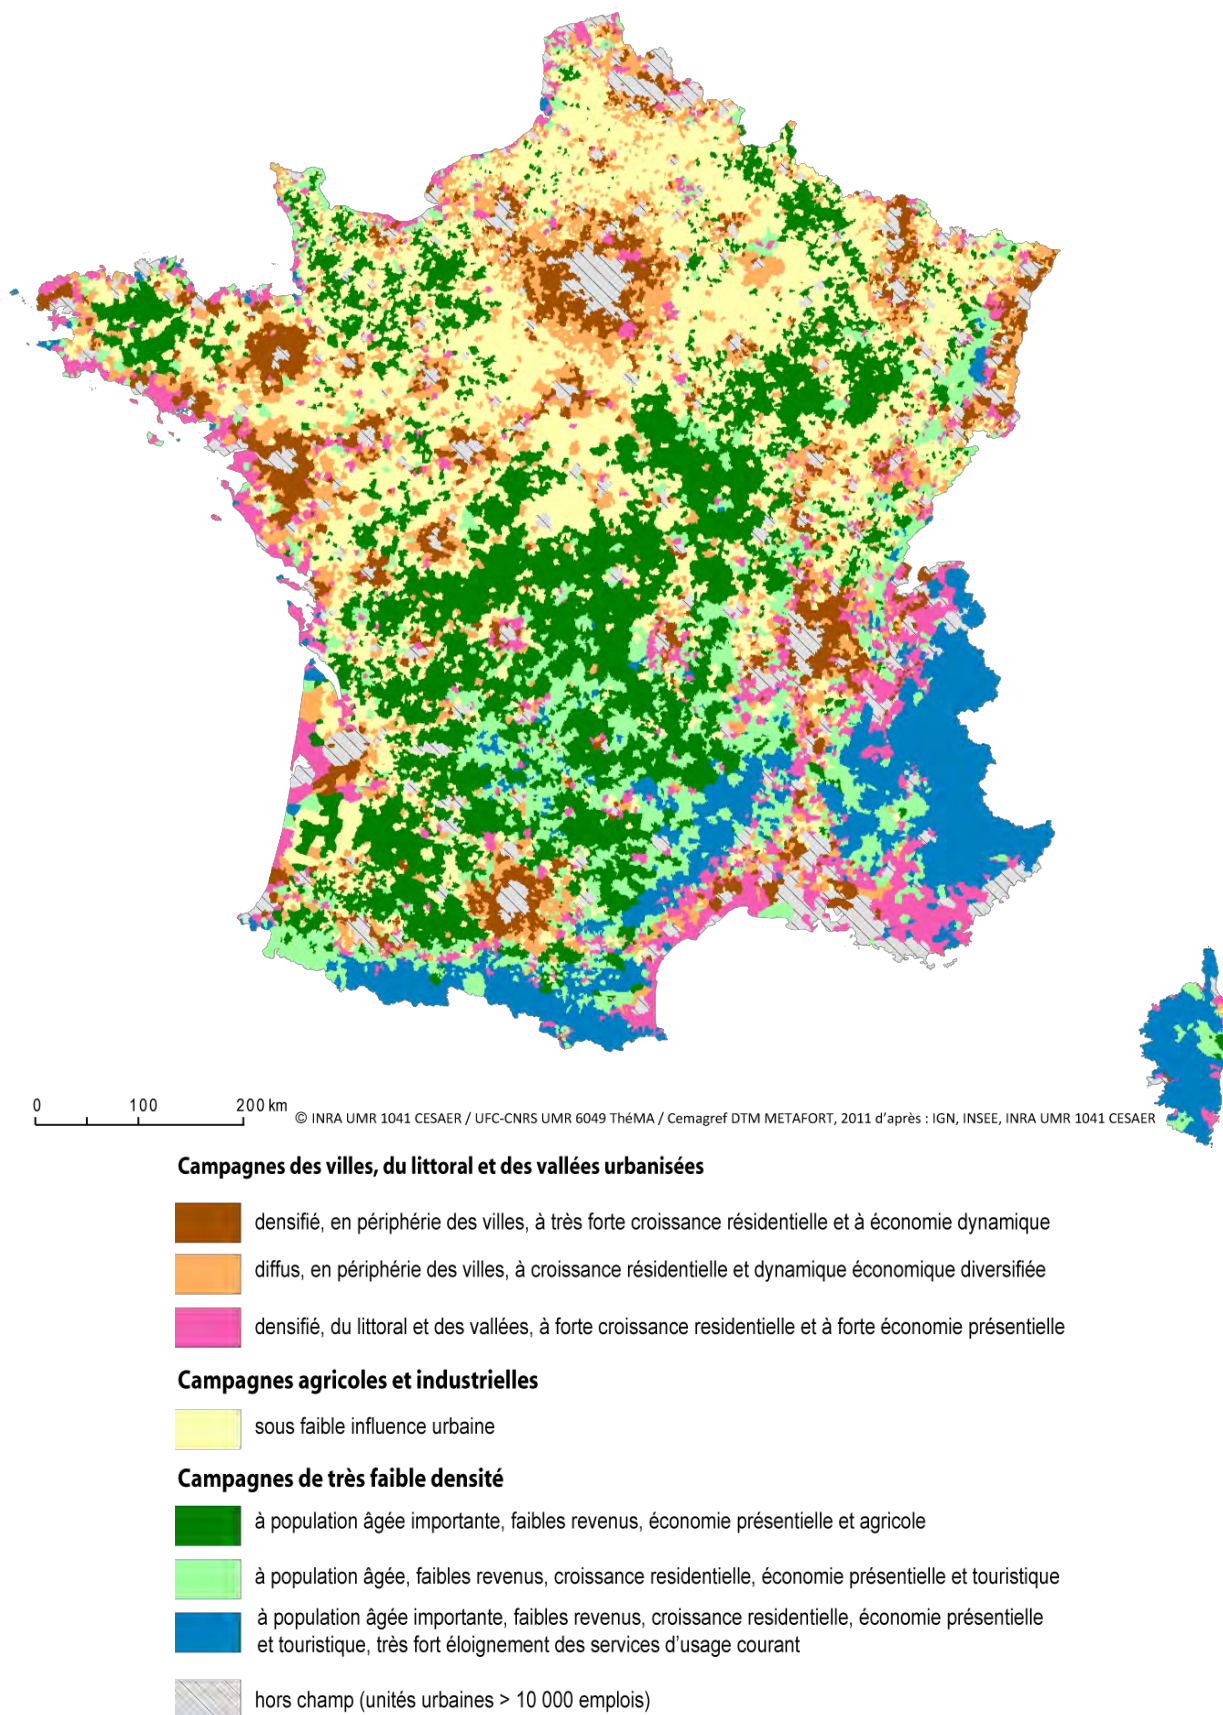 0 100 200 km
© INRA UMR 1041 CESAER / UFC-CNRS UMR 6049 ThéMA / Cemagref DTM METAFORT, 2011 d'après : IGN, INSEE, INRA UMR 1041 CESAER
Campagnes des villes, du littoral et des vallées urbanisées
densifié, en périphérie des villes, à très forte croissance résidentielle et à économie dynamique
diffus, en périphérie des villes, à croissance résidentielle et dynamique économique diversifiée
densifié, du littoral et des vallées, à forte croissance residentielle et à forte économie présentielle
Campagnes agricoles et industrielles
sous faible influence urbaine
Campagnes de très faible densité
à population âgée importante, faibles revenus, économie présentielle et agricole
à population âgée, faibles revenus, croissance residentielle, économie présentielle et touristique
à population âgée importante, faibles revenus, croissance residentielle, économie présentielle
et touristique, très fort éloignement des services d'usage courant
hors champ (unités urbaines > 10 000 emplois)